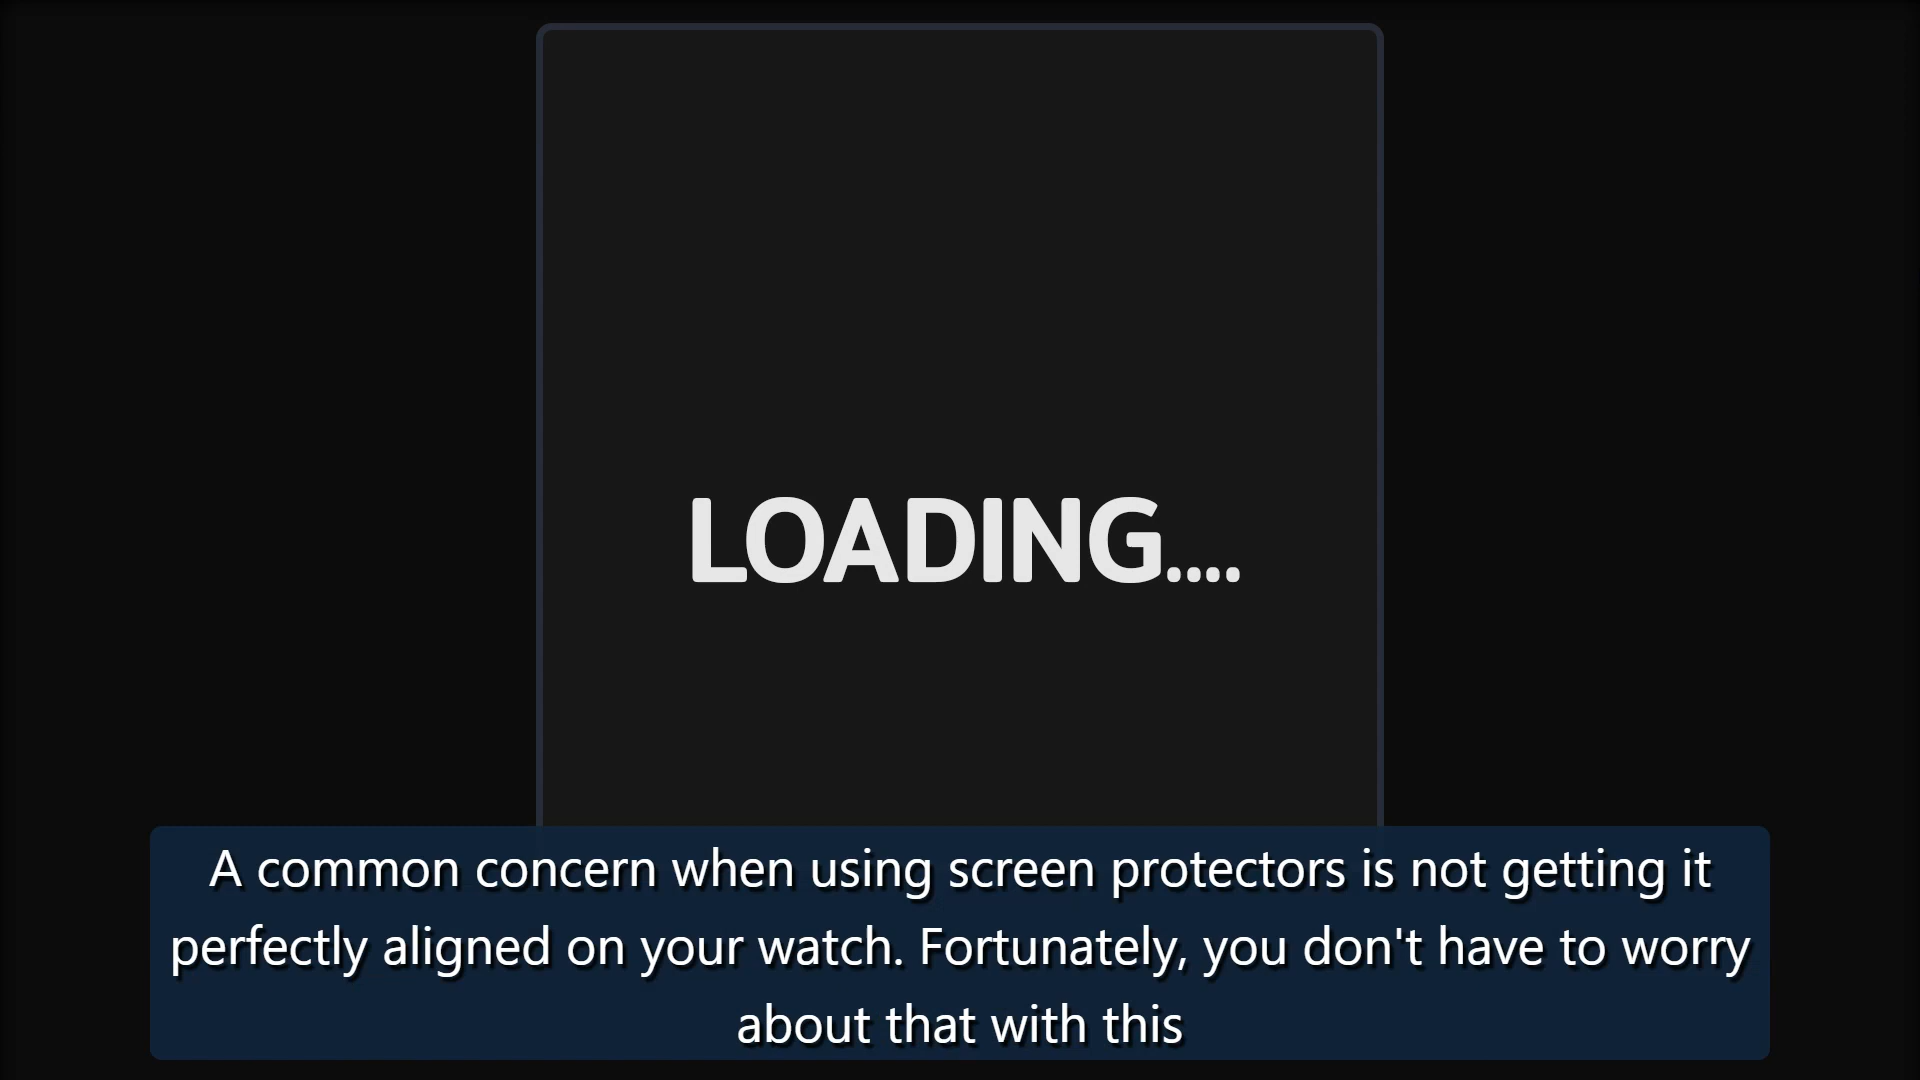 LOADING....
A common concern when using screen protectors is not getting it
perfectly aligned on your watch. Fortunately, you don't have to worry
about that with this